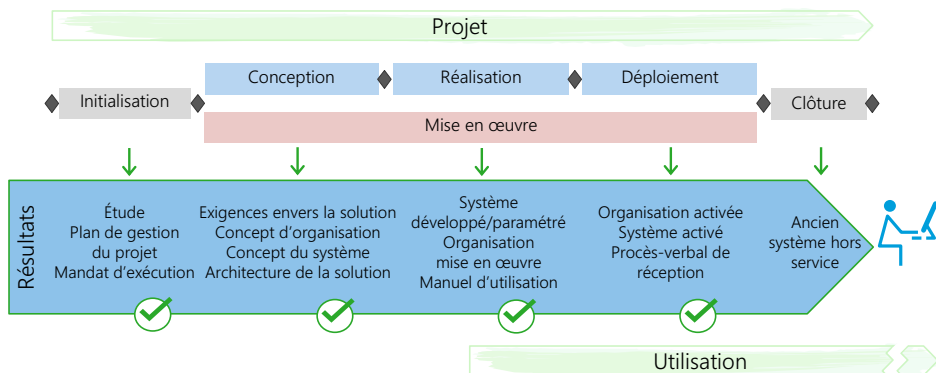 Projet
Conception
Réalisation
Déploiement
Initialisation
Clôture
Mise en œuvre
Résultats
Étude
Plan de gestion
du projet
Mandat d'exécution
Exigences envers la solution
Concept d'organisation
Concept du système
Architecture de la solution
Système
développé/paramétré
Organisation
mise en œuvre
Manuel d'utilisation
Organisation activée
Système activé
Procès-verbal de
réception
Ancien
système hors
service
Utilisation